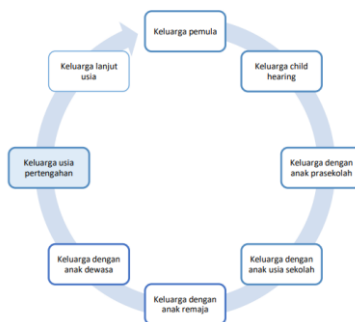 Keluarga pemula
Keluarga child
hearing
Keluarga dengan
anak prasekolah
Keluarga dengan
anak usia sekolah
Keluarga dengan
anak remaja
Keluarga dengan
anak dewasa
Keluarga usia
pertengahan
Keluarga lanjut
usia